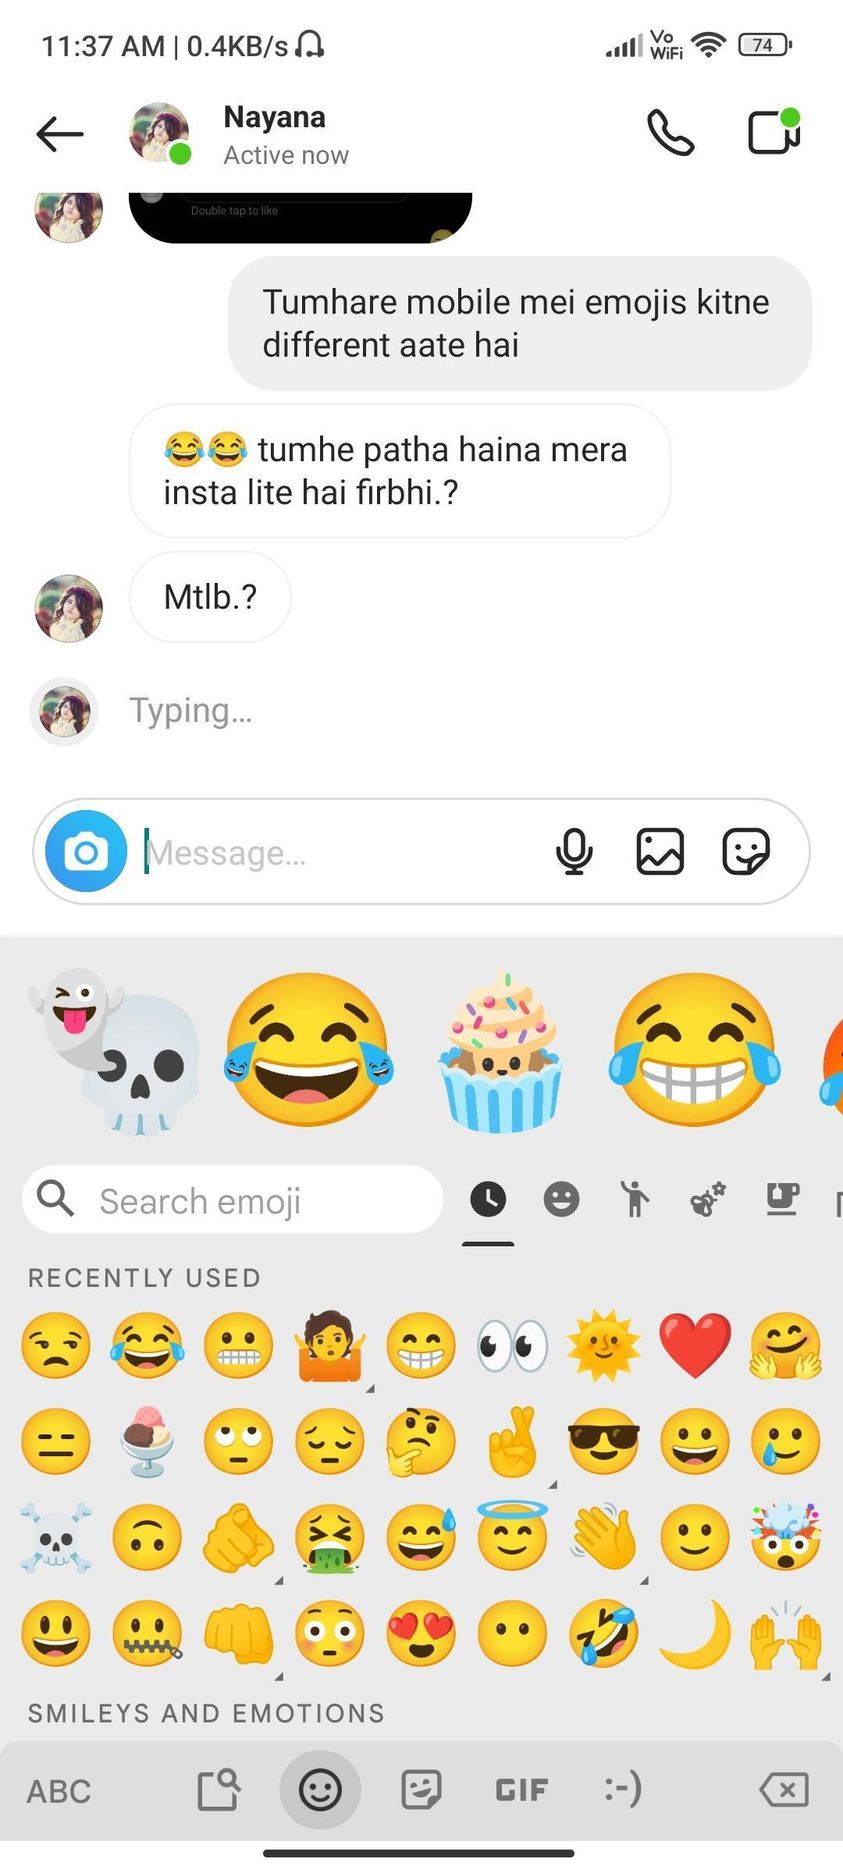 11:37 AM | 0.4KB/s
Vo
WiFi
74
Nayana
Active now
Double tap to like
Tumhare mobile mei emojis kitne
different aate hai
😂😂 tumhe patha haina mera
insta lite hai firbhi.?
Mtlb.?
Typing...
Message...
Search emoji
RECENTLY USED
SMILEYS AND EMOTIONS
ABC
GIF
:-)